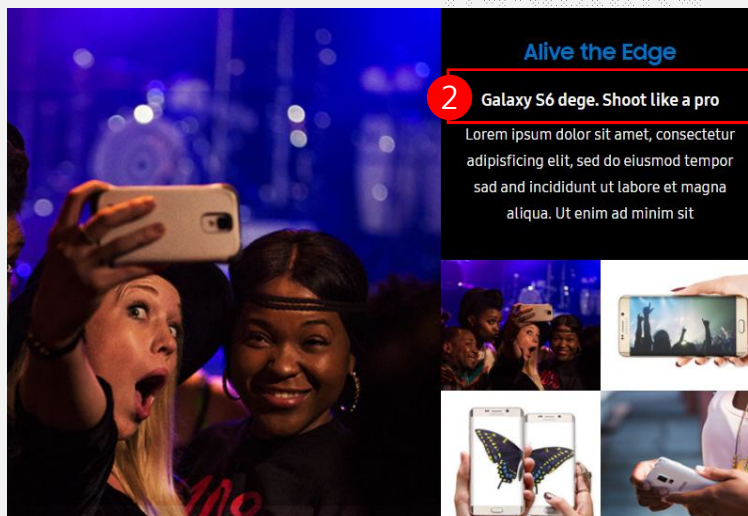 Alive the Edge
2
Galaxy S6 dege. Shoot like a pro
Lorem ipsum dolor sit amet, consectetur
adipisficing elit, sed do eiusmod tempor
sad and incididunt ut labore et magna
aliqua. Ut enim ad minim sit